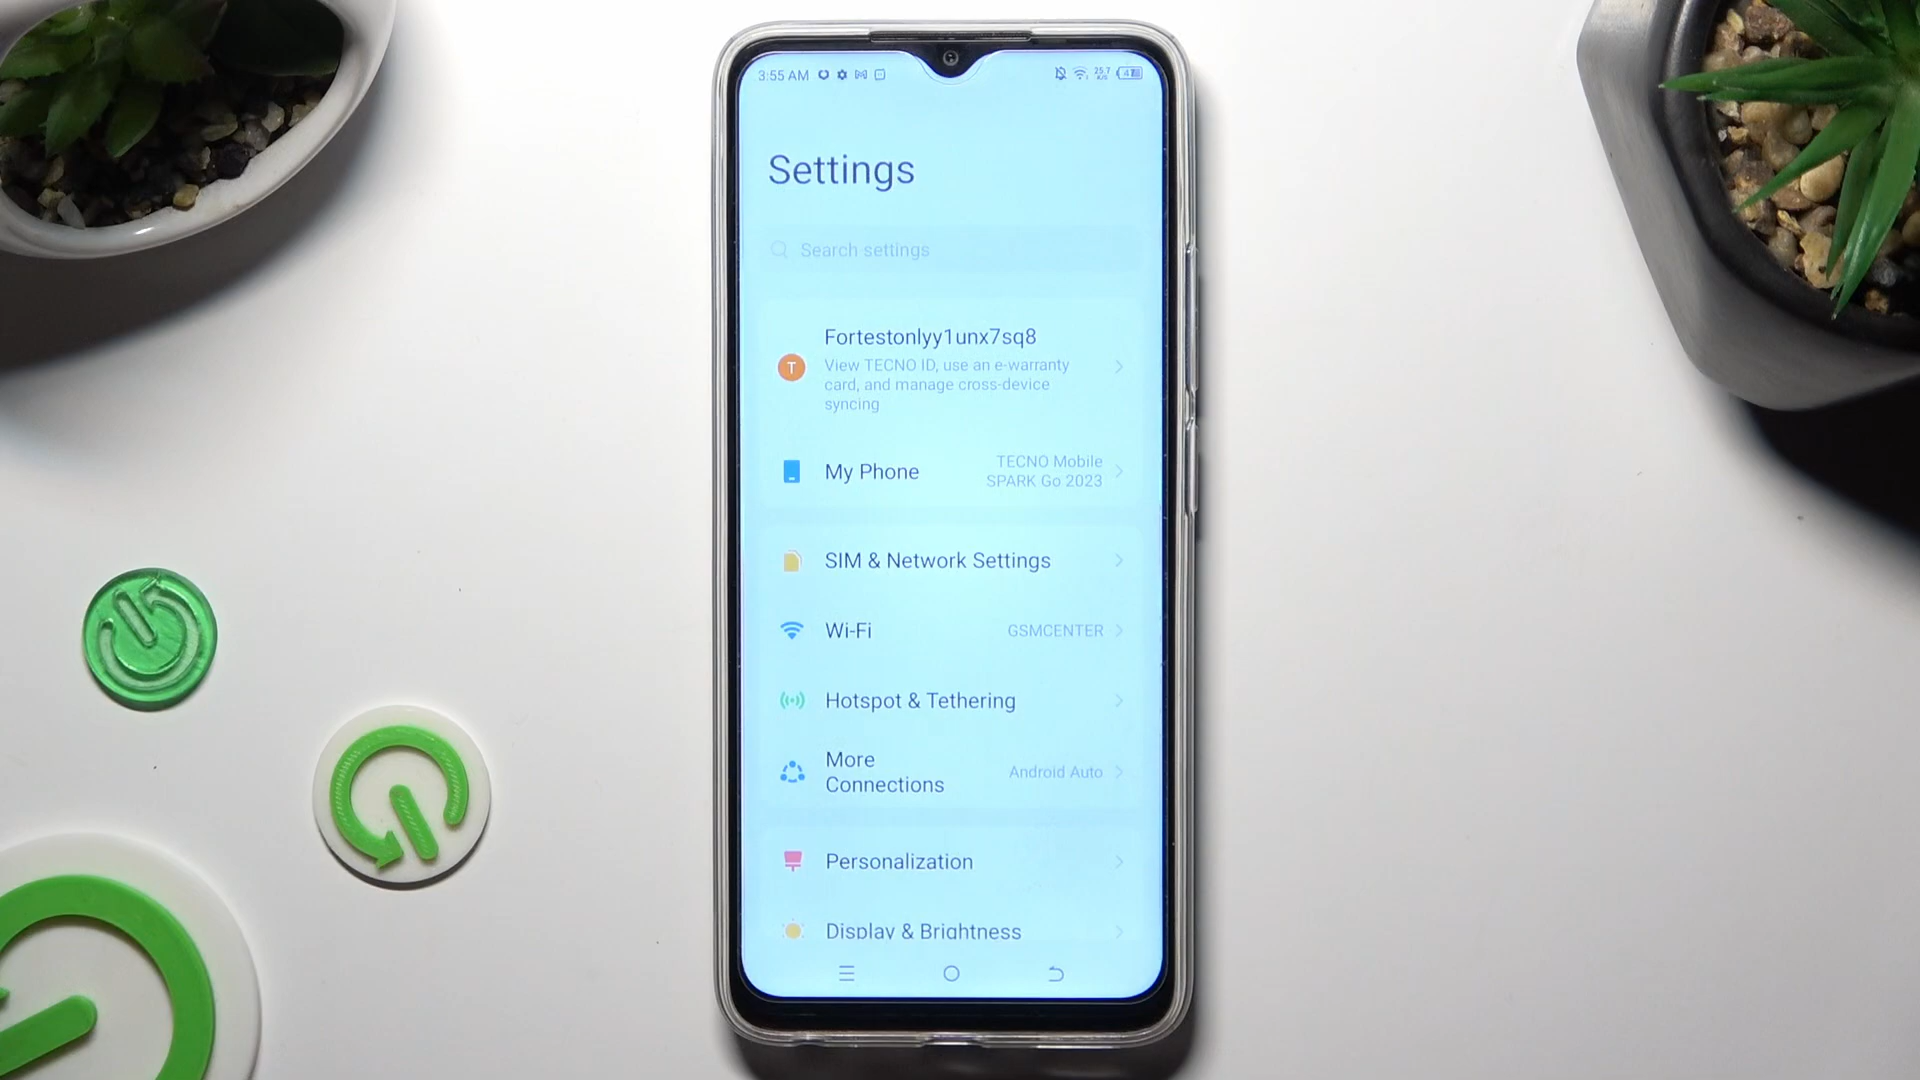 3:55 AM
25.7
K/s
Settings
Search settings
Fortestonlyy1unx7sq8
T
View TECNO ID, use an e-warranty
card, and manage cross-device
syncing
My Phone
TECNO Mobile
SPARK Go 2023
SIM & Network Settings
Wi-Fi
GSMCENTER
Hotspot & Tethering
More
Connections
Android Auto
Personalization
Display & Brightness